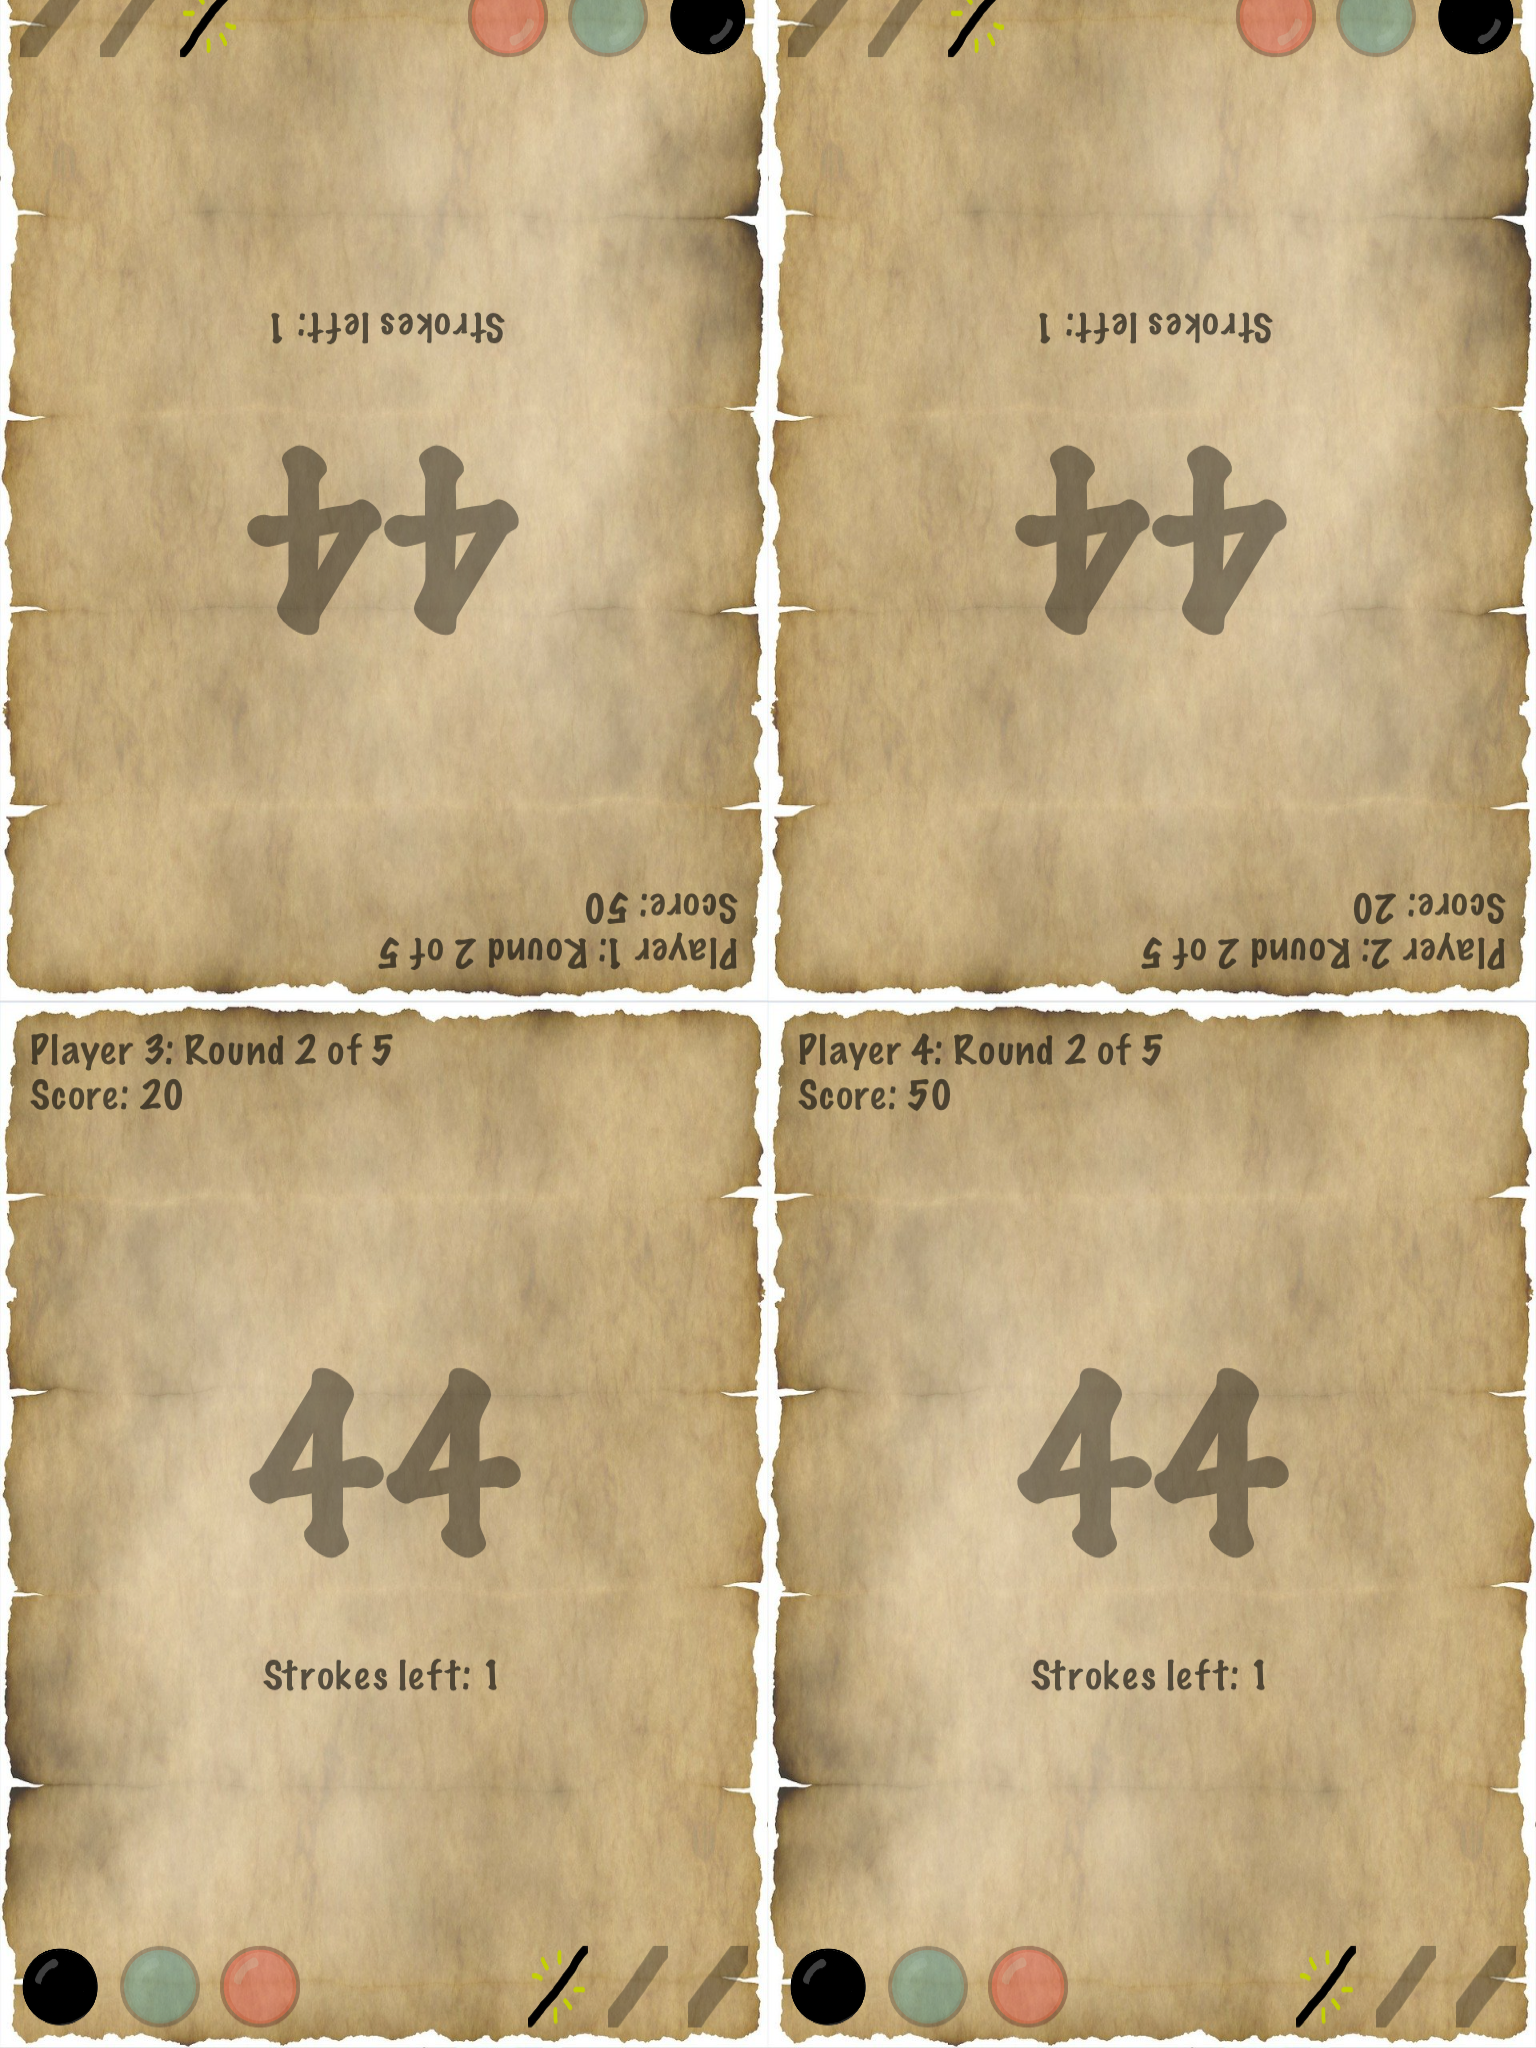 Strokes left: 1
44
Score: 50
Player 1: Round 2 of 5
Strokes left: 1
44
Score: 20
Player 2: Round 2 of 5
Player 3: Round 2 of 5
Score: 20
44
Strokes left: 1
Player 4: Round 2 of 5
Score: 50
44
Strokes left: 1